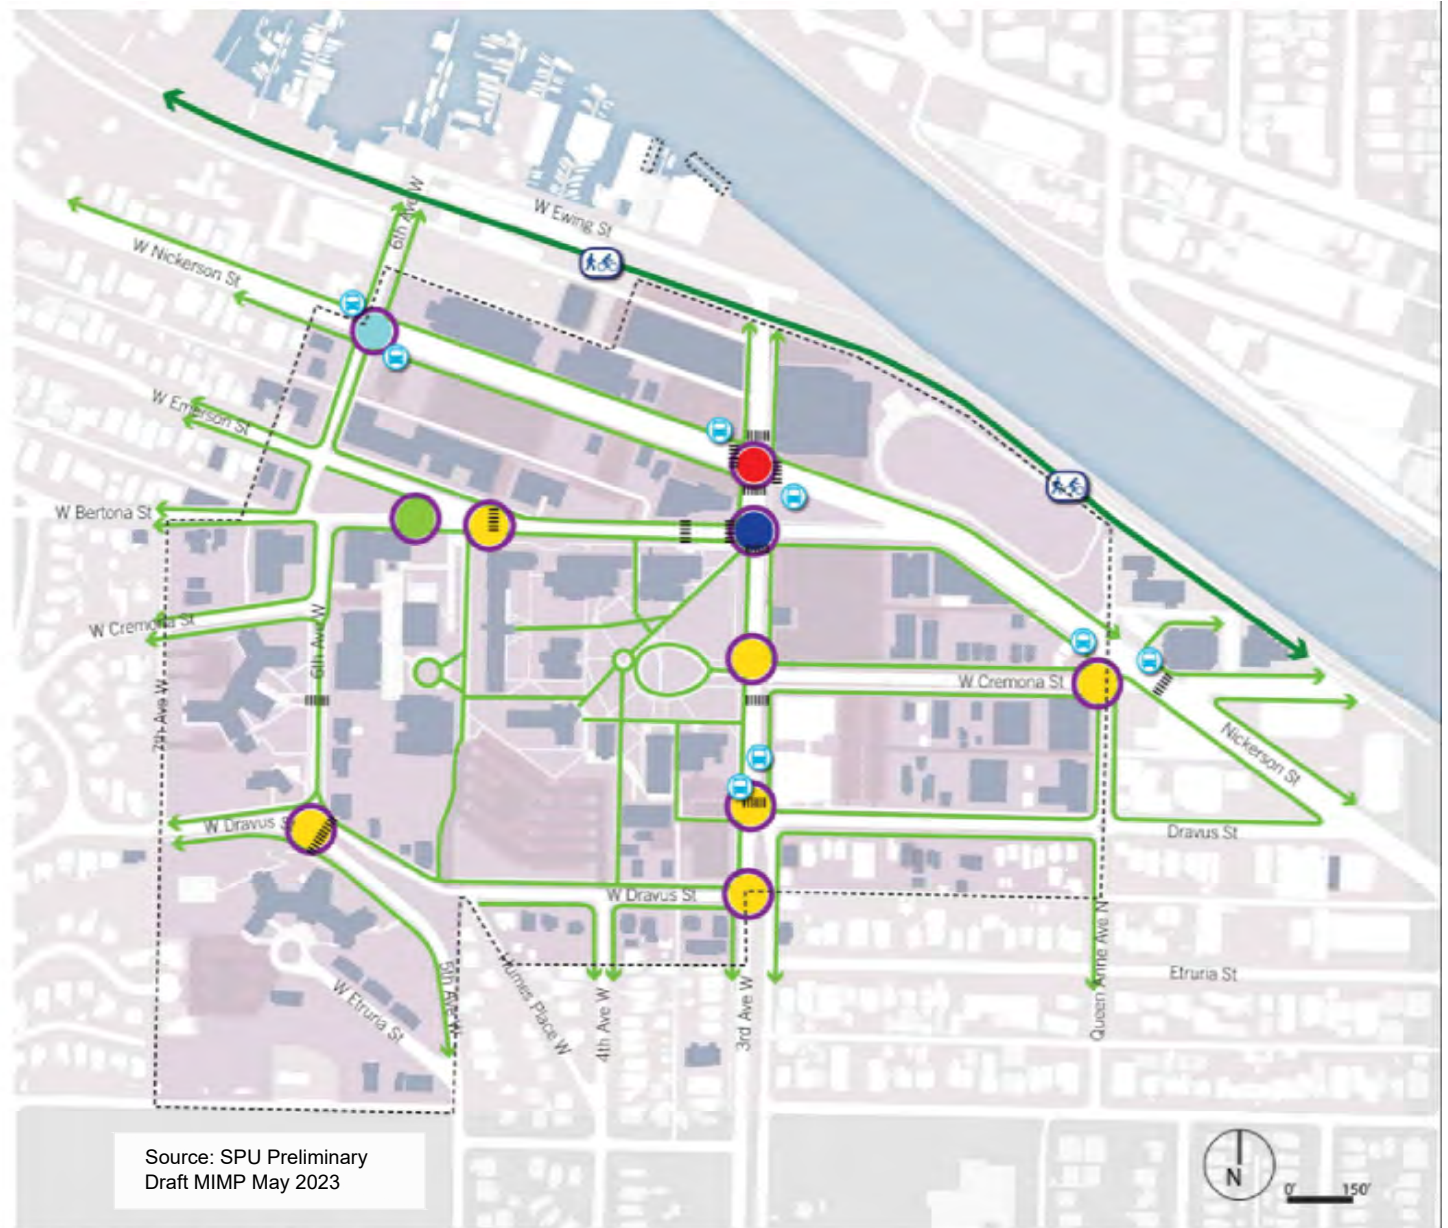 6th Ave W
W Ewing St
W Nickerson St
W Emerson St
W Bertona St
W Cremona St
6th Ave W
7th Ave W
W Cremona St
Nickerson St
W Dravus S
Dravus St
W Dravus St
Queen Anne Ave N
Etruria St
W Etruria St
5th Ave W
Humes Place W
4th Ave W
3rd Ave W
Source: SPU Preliminary
Draft MIMP May 2023
N
0' 150'